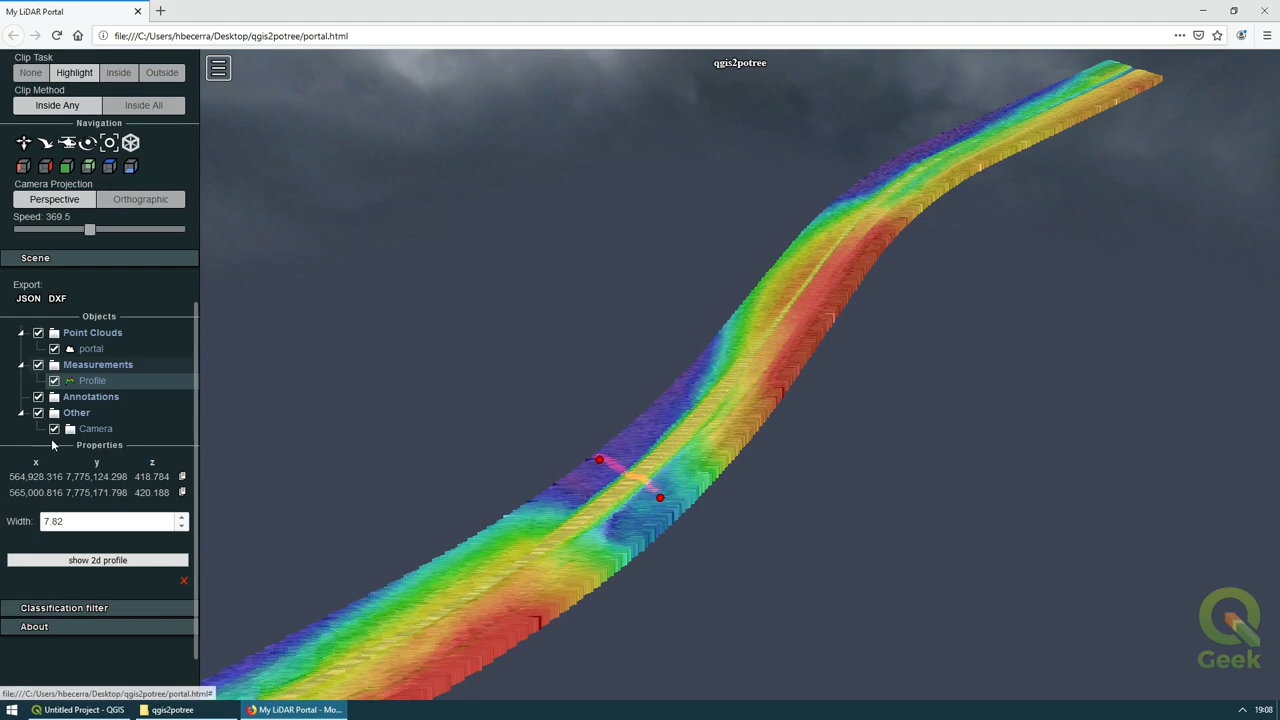 My LiDAR Portal
file:///C:/Users/hbecerra/Desktop/qgis2potree/portal.html
Clip Task
None Highlight Inside Outside
Clip Method
Inside Any Inside All
Navigation
Camera Projection
Perspective Orthographic
Speed: 369.5
Scene
Export:
JSON DXF
Objects
Point Clouds
portal
Measurements
Profile
Annotations
Other
Camera
Properties
x y z
564,928.316 7,775,124.298 418.784
565,000.816 7,775,171.798 420.188
Width: 7.82
show 2d profile
x
Classification filter
About
qgis2potree
Geek
file:///C:/Users/hbecerra/Desktop/qgis2potree/portal.html#
Untitled Project - QGIS
qgis2potree
My LiDAR Portal - Mo...
19:08